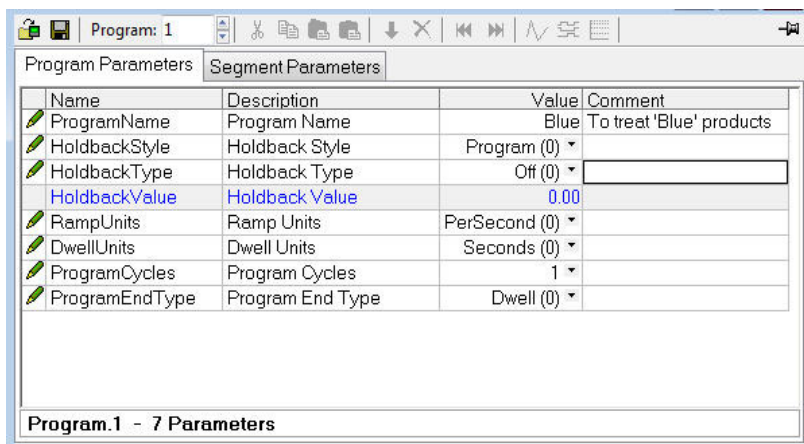 Program: 1
Program Parameters Segment Parameters
Name Description Value Comment
ProgramName Program Name Blue To treat 'Blue' products
HoldbackStyle Holdback Style Program (0)
HoldbackType Holdback Type Off (0)
HoldbackValue Holdback Value 0.00
RampUnits Ramp Units PerSecond (0)
DwellUnits Dwell Units Seconds (0)
ProgramCycles Program Cycles 1
ProgramEndType Program End Type Dwell (0)
Program.1 - 7 Parameters